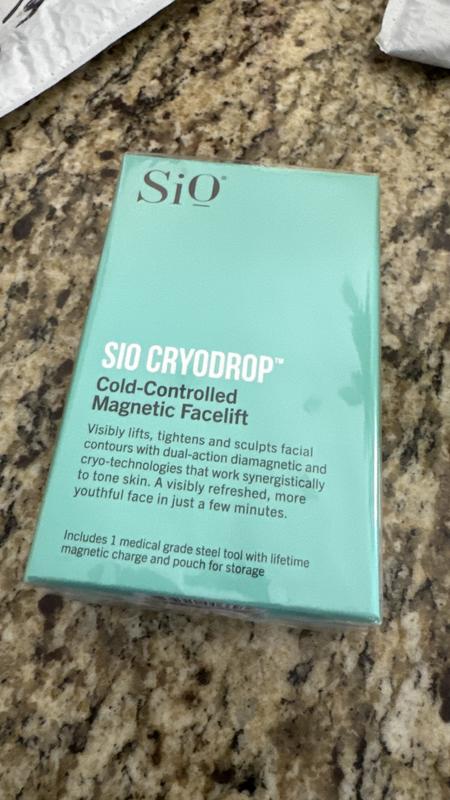 SiO®
SIO CRYODROP™
Cold-Controlled
Magnetic Facelift
Visibly lifts, tightens and sculpts facial
contours with dual-action diamagnetic and
cryo-technologies that work synergistically
to tone skin. A visibly refreshed, more
youthful face in just a few minutes.
Includes 1 medical grade steel tool with lifetime
magnetic charge and pouch for storage